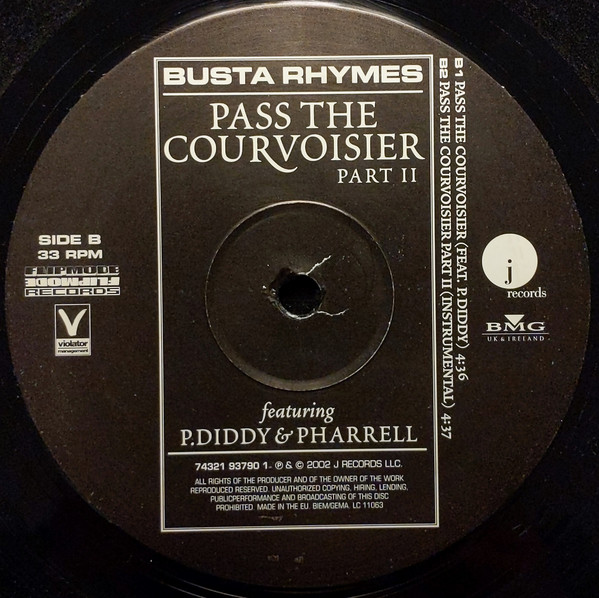 BUSTA RHYMES
PASS THE
COURVOISIER
PART II
B1 PASS THE COURVOISIER (FEAT. P.DIDDY) 4:36
B2 PASS THE COURVOISIER PART II (INSTRUMENTAL) 4:37
SIDE B
33 RPM
FLIPMODE
FLIPMODE
RECORDS
V
violator
management
j
records
BMG
UK & IRELAND
featuring
P.DIDDY & PHARRELL
74321 93790 1 - ℗ & © 2002 J RECORDS LLC.
ALL RIGHTS OF THE PRODUCER AND OF THE OWNER OF THE WORK
REPRODUCED RESERVED. UNAUTHORIZED COPYING, HIRING, LENDING,
PUBLICPERFORMANCE AND BROADCASTING OF THIS DISC
PROHIBITED. MADE IN THE EU. BIEM/GEMA. LC 11063